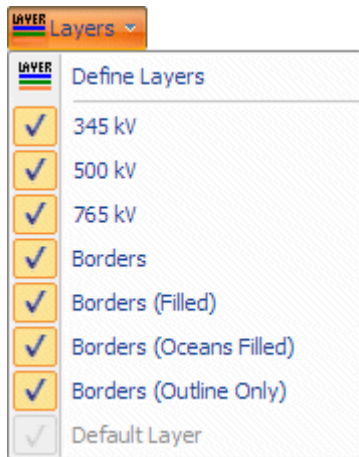 LAYER Layers
LAYER Define Layers
345 kV
500 kV
765 kV
Borders
Borders (Filled)
Borders (Oceans Filled)
Borders (Outline Only)
Default Layer